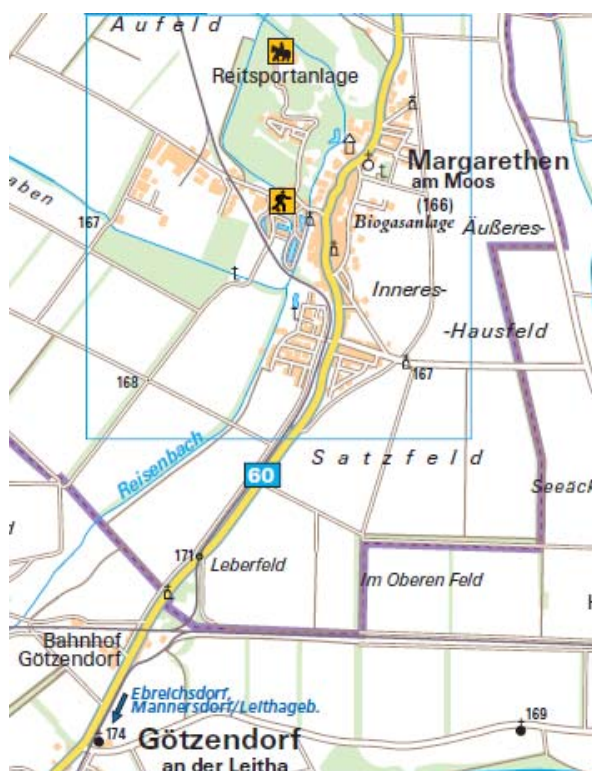 Aufeld
Reitsportanlage
Margarethen
am Moos
(166)
aben
167
Biogasanlage
Äußeres-
Inneres-
-Hausfeld
168
167
Reisenbach
Satzfeld
60
Seeäck
171
Leberfeld
Im Oberen Feld
H
Bahnhof
Götzendorf
Ebreichsdorf,
Mannersdorf/Leithageb.
174
169
Götzendorf
an der Leitha